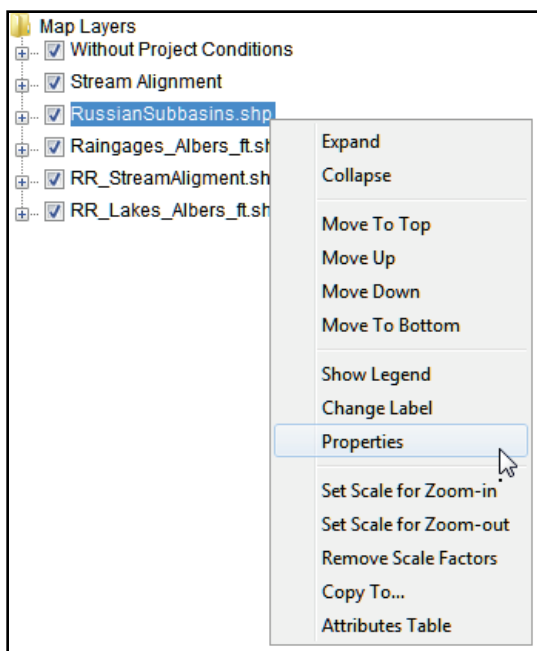 Map Layers
Without Project Conditions
Stream Alignment
RussianSubbasins.shp
Raingages_Albers_ft.sh
RR_StreamAligment.sh
RR_Lakes_Albers_ft.sh
Expand
Collapse
Move To Top
Move Up
Move Down
Move To Bottom
Show Legend
Change Label
Properties
Set Scale for Zoom-in
Set Scale for Zoom-out
Remove Scale Factors
Copy To...
Attributes Table